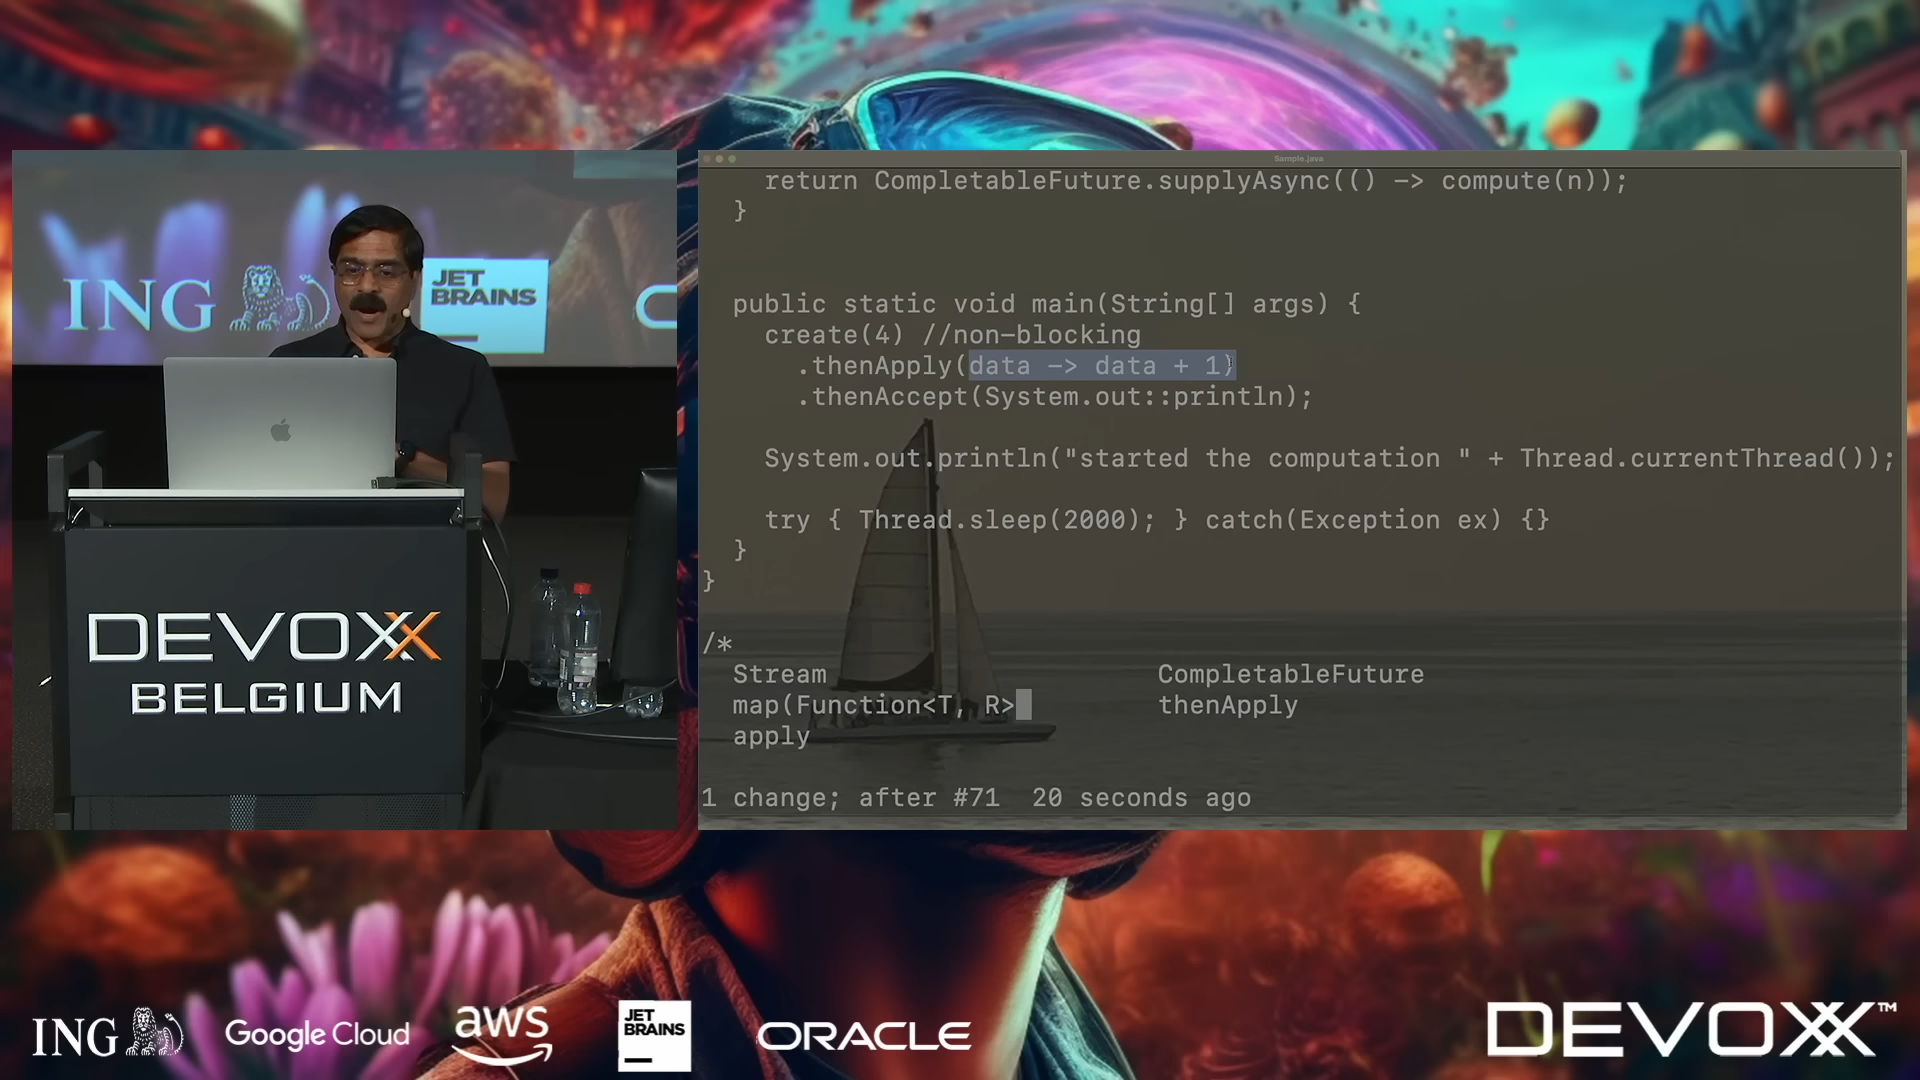 ING
JET
BRAINS
DEVOXX
BELGIUM
Sample.java
return CompletableFuture.supplyAsync(() -> compute(n));
}
public static void main(String[] args) {
create(4) //non-blocking
.thenApply(data -> data + 1)
.thenAccept(System.out::println);
System.out.println("started the computation " + Thread.currentThread());
try { Thread.sleep(2000); } catch(Exception ex) {}
}
}
/*
Stream CompletableFuture
map(Function<T, R> thenApply
apply
1 change; after #71 20 seconds ago
ING
Google Cloud
aws
JET
BRAINS
ORACLE
DEVOXX™